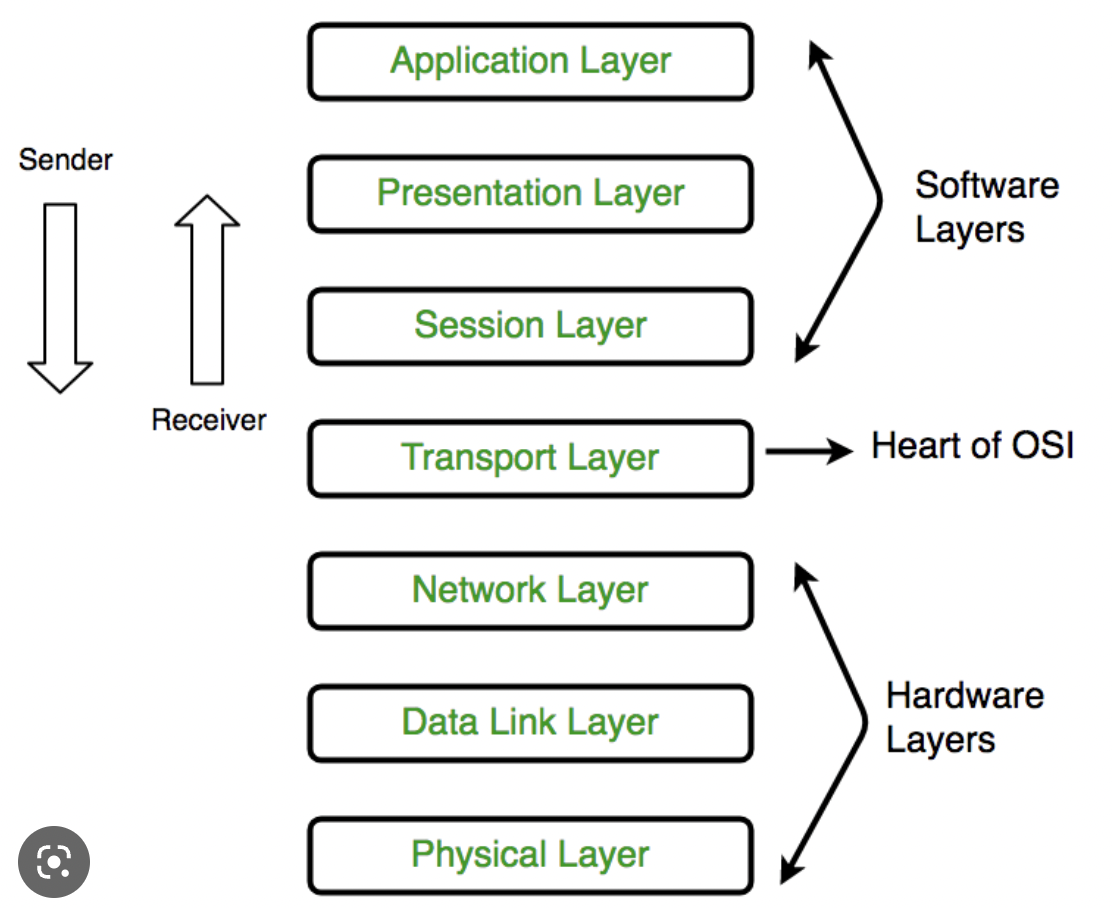 Application Layer
Sender
Presentation Layer
Software
Layers
Session Layer
Receiver
Transport Layer
Heart of OSI
Network Layer
Hardware
Layers
Data Link Layer
Physical Layer